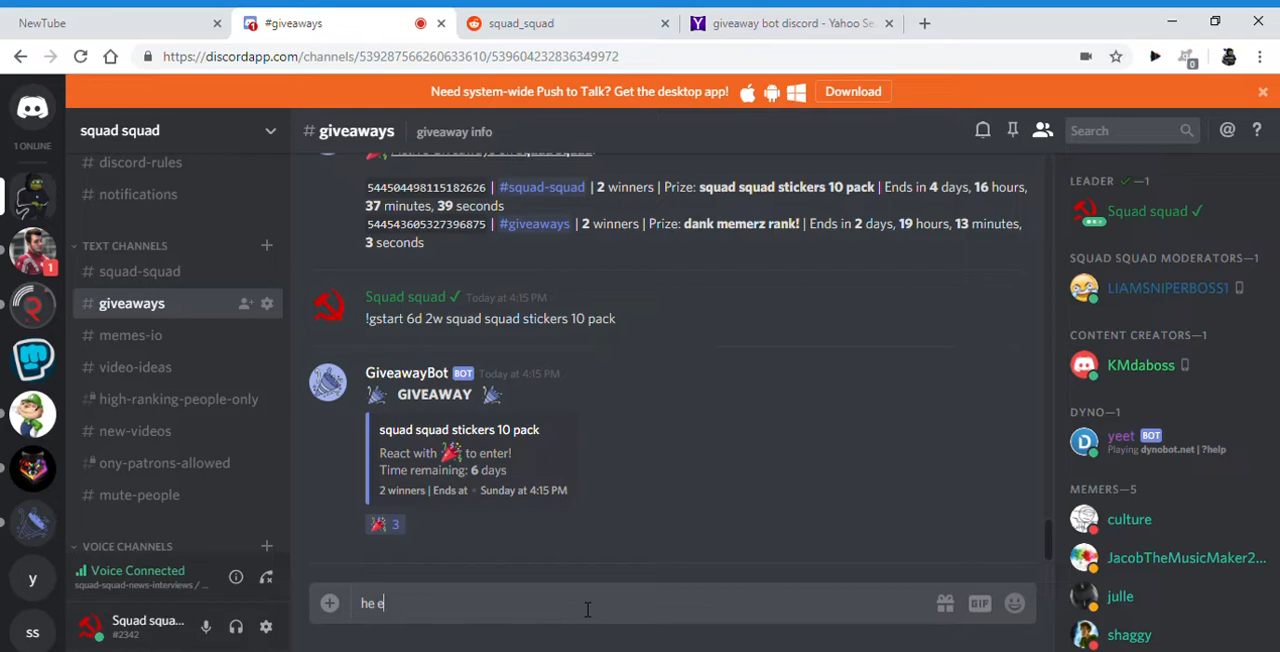 NewTube
#giveaways
squad_squad
giveaway bot discord - Yahoo Se
https://discordapp.com/channels/539287566260633610/539604232836349972
0
Need system-wide Push to Talk? Get the desktop app!
Download
1 ONLINE
1
y
ss
squad squad
discord-rules
notifications
TEXT CHANNELS
squad-squad
giveaways
memes-io
video-ideas
high-ranking-people-only
new-videos
ony-patrons-allowed
mute-people
VOICE CHANNELS
Voice Connected
squad-squad-news-interviews / ...
Squad squa...
#2342
# giveaways
giveaway info
Search
544504498115182626 | #squad-squad | 2 winners | Prize: squad squad stickers 10 pack | Ends in 4 days, 16 hours,
37 minutes, 39 seconds
544543605327396875 | #giveaways | 2 winners | Prize: dank memerz rank! | Ends in 2 days, 19 hours, 13 minutes,
3 seconds
Squad squad ✓ Today at 4:15 PM
!gstart 6d 2w squad squad stickers 10 pack
GiveawayBot BOT Today at 4:15 PM
GIVEAWAY
squad squad stickers 10 pack
React with 🎉 to enter!
Time remaining: 6 days
2 winners | Ends at • Sunday at 4:15 PM
3
he e
GIF
LEADER ✓—1
Squad squad ✓
SQUAD SQUAD MODERATORS—1
LIAMSNIPERBOSS1
CONTENT CREATORS—1
KMdaboss
DYNO—1
yeet BOT
Playing dynobot.net | ?help
MEMERS—5
culture
JacobTheMusicMaker2...
julle
shaggy